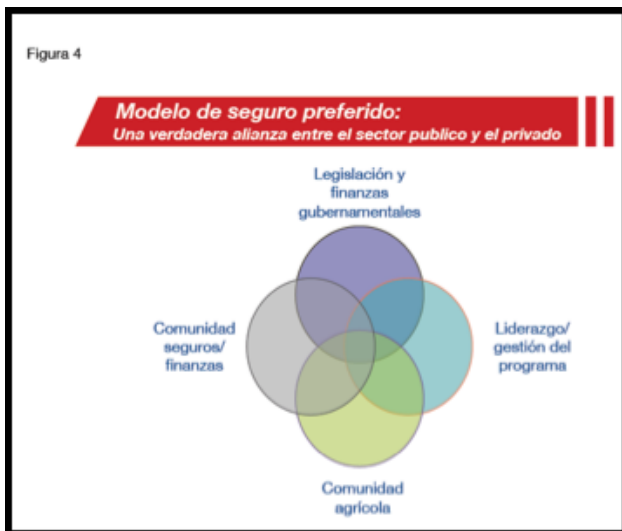 Figura 4
Modelo de seguro preferido:
Una verdadera alianza entre el sector publico y el privado
Legislación y
finanzas
gubernamentales
Comunidad
seguros/
finanzas
Liderazgo/
gestión del
programa
Comunidad
agrícola